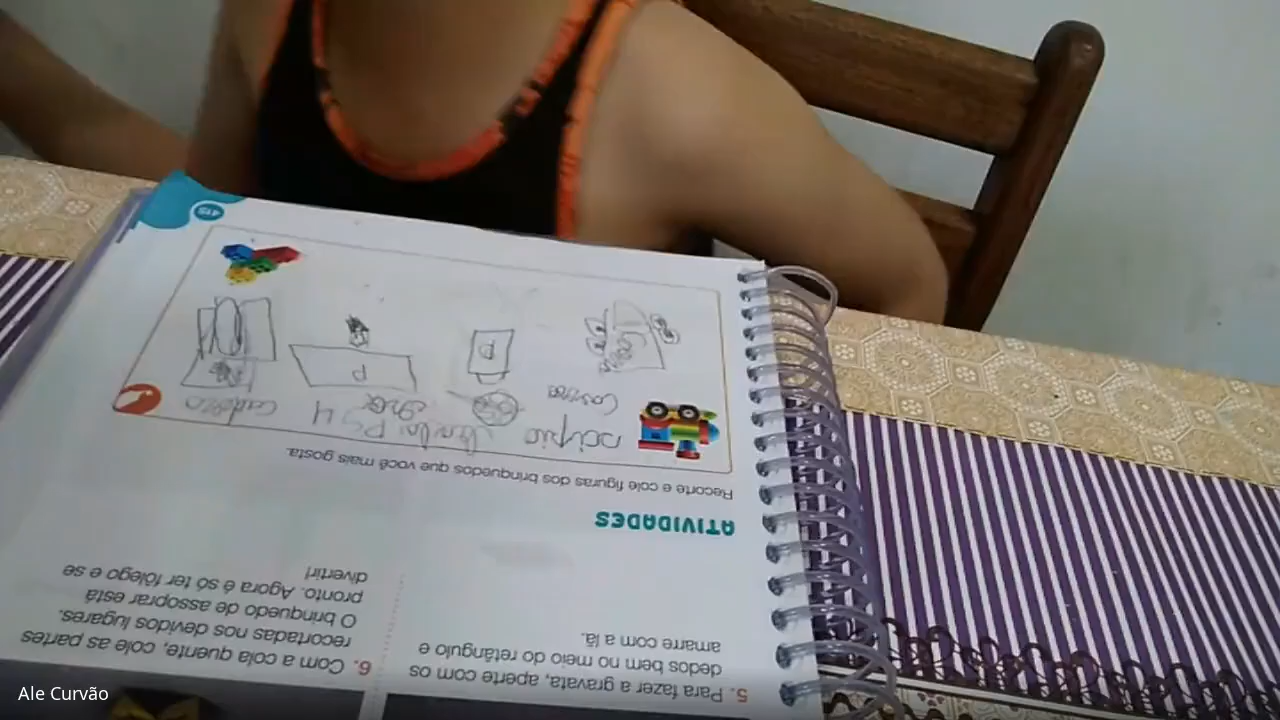 5. Para fazer a gravata, aperte com os
dedos bem no meio do retângulo e
amarre com a lã.
6. Com a cola quente, cole as partes
recortadas nos devidos lugares.
O brinquedo de assoprar está
pronto. Agora é só ter fôlego e se
divertir!
ATIVIDADES
Recorte e cole figuras dos brinquedos que você mais gosta.
P
P
415
Ale Curvão